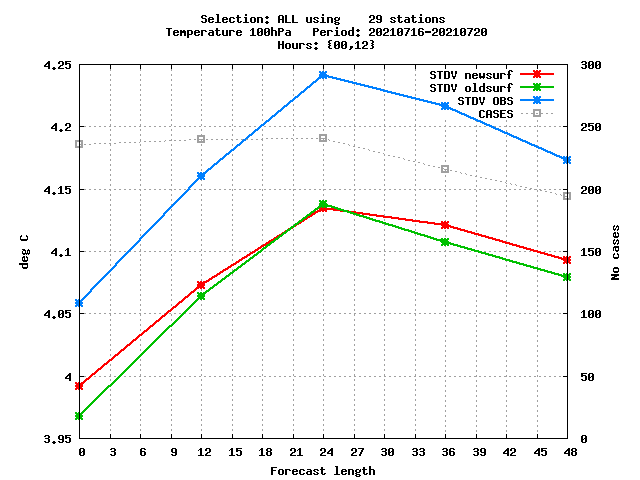 Selection: ALL using    29 stations
Temperature 100hPa   Period: 20210716-20210720
Hours: {00,12}
4.25
4.2
4.15
4.1
4.05
4
3.95
deg C
STDV newsurf
STDV oldsurf
STDV OBS
CASES
300
250
200
150
100
50
0
No cases
0 3 6 9 12 15 18 21 24 27 30 33 36 39 42 45 48
Forecast length